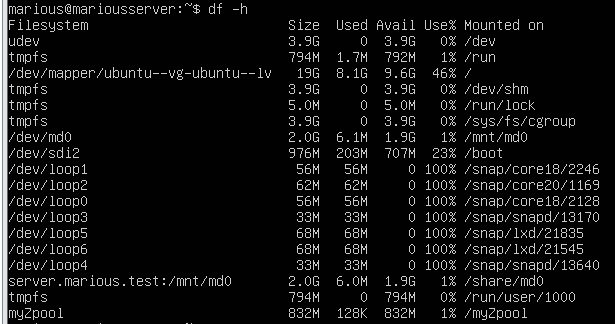 marious@mariousserver:~$ df -h
Filesystem Size Used Avail Use% Mounted on
udev 3.9G 0 3.9G 0% /dev
tmpfs 794M 1.7M 792M 1% /run
/dev/mapper/ubuntu--vg-ubuntu--lv 19G 8.1G 9.6G 46% /
tmpfs 3.9G 0 3.9G 0% /dev/shm
tmpfs 5.0M 0 5.0M 0% /run/lock
tmpfs 3.9G 0 3.9G 0% /sys/fs/cgroup
/dev/md0 2.0G 6.1M 1.9G 1% /mnt/md0
/dev/sdi2 976M 203M 707M 23% /boot
/dev/loop1 56M 56M 0 100% /snap/core18/2246
/dev/loop2 62M 62M 0 100% /snap/core20/1169
/dev/loop0 56M 56M 0 100% /snap/core18/2128
/dev/loop3 33M 33M 0 100% /snap/snapd/13170
/dev/loop5 68M 68M 0 100% /snap/lxd/21835
/dev/loop6 68M 68M 0 100% /snap/lxd/21545
/dev/loop4 33M 33M 0 100% /snap/snapd/13640
server.marious.test:/mnt/md0 2.0G 6.0M 1.9G 1% /share/md0
tmpfs 794M 0 794M 0% /run/user/1000
myZpool 832M 128K 832M 1% /myZpool